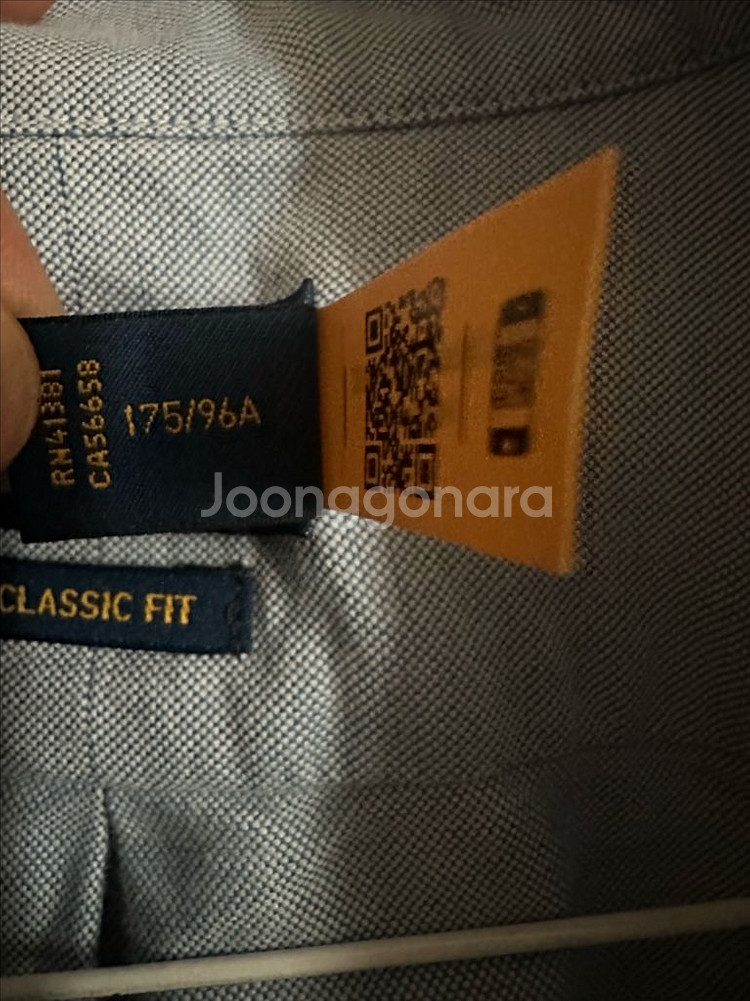 RN41381
CA56658
175/96A
Joonagonara
CLASSIC FIT